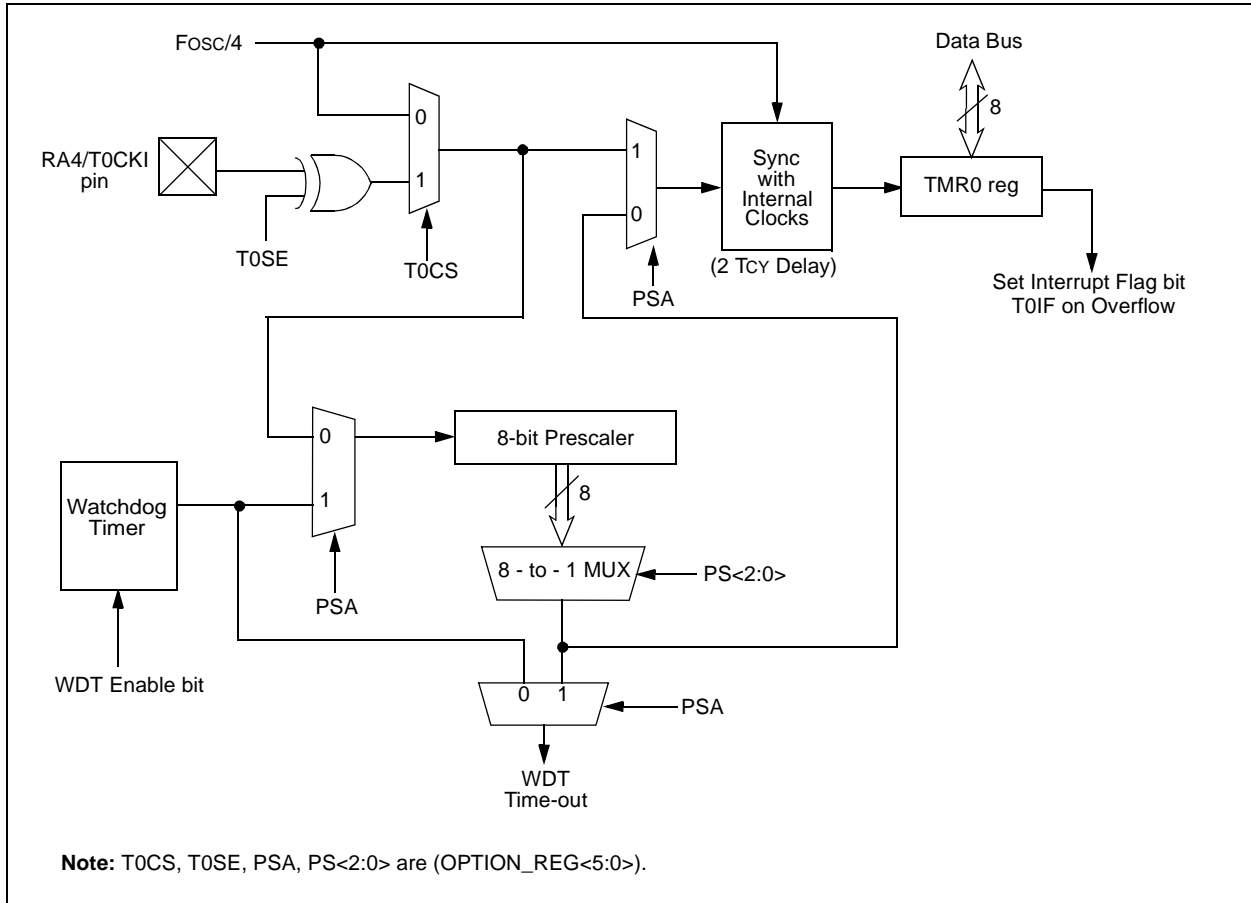 FOSC/4
Data Bus
8
0
1
RA4/T0CKI
pin
T0SE
T0CS
1
0
PSA
Sync
with
Internal
Clocks
(2 TCY Delay)
TMR0 reg
Set Interrupt Flag bit
T0IF on Overflow
Watchdog
Timer
WDT Enable bit
0
1
PSA
8-bit Prescaler
8
8 - to - 1 MUX
PS<2:0>
0 1
PSA
WDT
Time-out
Note: T0CS, T0SE, PSA, PS<2:0> are (OPTION_REG<5:0>).